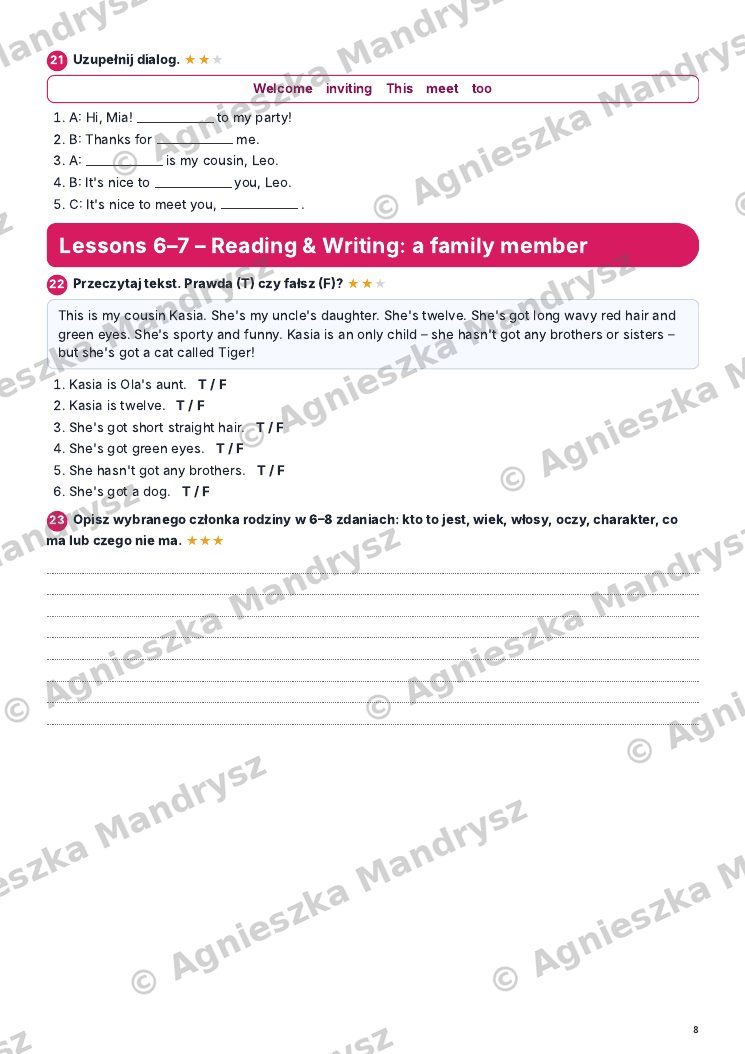 21 Uzupełnij dialog. ★★★
Welcome inviting This meet too
1. A: Hi, Mia! ____________ to my party!
2. B: Thanks for ____________ me.
3. A: ____________ is my cousin, Leo.
4. B: It's nice to ____________ you, Leo.
5. C: It's nice to meet you, ____________ .
Lessons 6–7 – Reading & Writing: a family member
22 Przeczytaj tekst. Prawda (T) czy fałsz (F)? ★★★
This is my cousin Kasia. She's my uncle's daughter. She's twelve. She's got long wavy red hair and
green eyes. She's sporty and funny. Kasia is an only child – she hasn't got any brothers or sisters –
but she's got a cat called Tiger!
1. Kasia is Ola's aunt. T / F
2. Kasia is twelve. T / F
3. She's got short straight hair. T / F
4. She's got green eyes. T / F
5. She hasn't got any brothers. T / F
6. She's got a dog. T / F
23 Opisz wybranego członka rodziny w 6–8 zdaniach: kto to jest, wiek, włosy, oczy, charakter, co
ma lub czego nie ma. ★★★
© Agnieszka Mandrysz
8